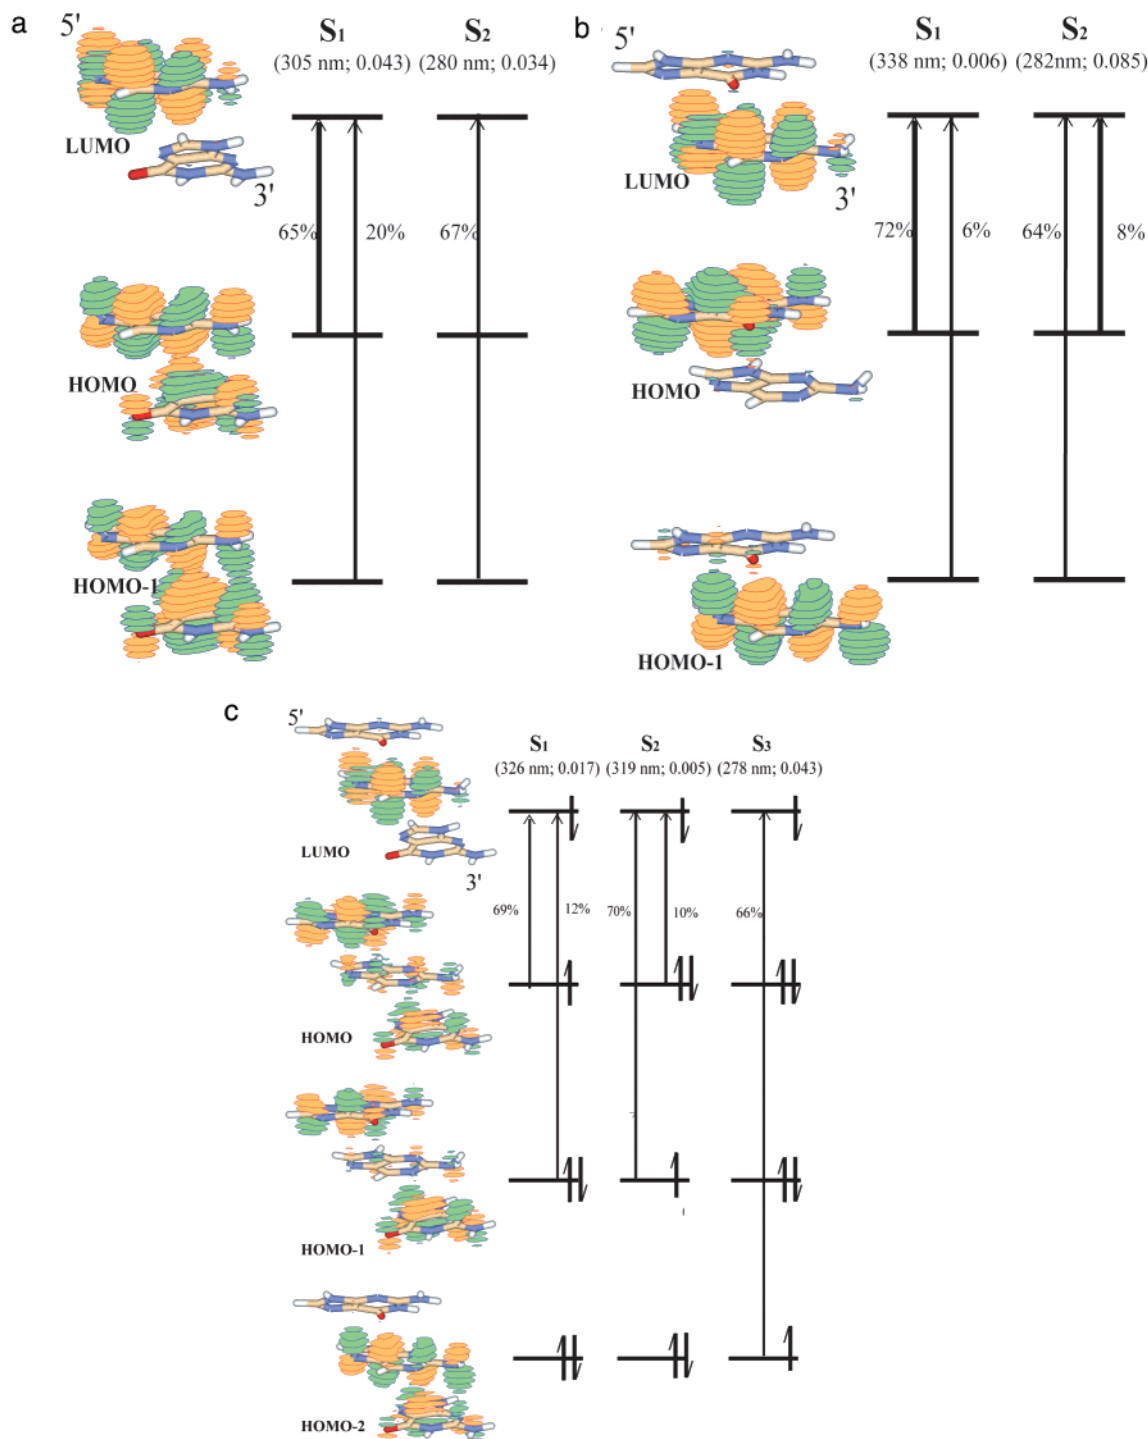 a
5'
S1
S2
(305 nm; 0.043)
(280 nm; 0.034)
LUMO
3'
65%
20%
67%
HOMO
HOMO-1
b
5'
S1
S2
(338 nm; 0.006)
(282nm; 0.085)
LUMO
3'
72%
6%
64%
8%
HOMO
HOMO-1
c
5'
S1
S2
S3
(326 nm; 0.017)
(319 nm; 0.005)
(278 nm; 0.043)
LUMO
3'
69%
12%
70%
10%
66%
HOMO
HOMO-1
HOMO-2